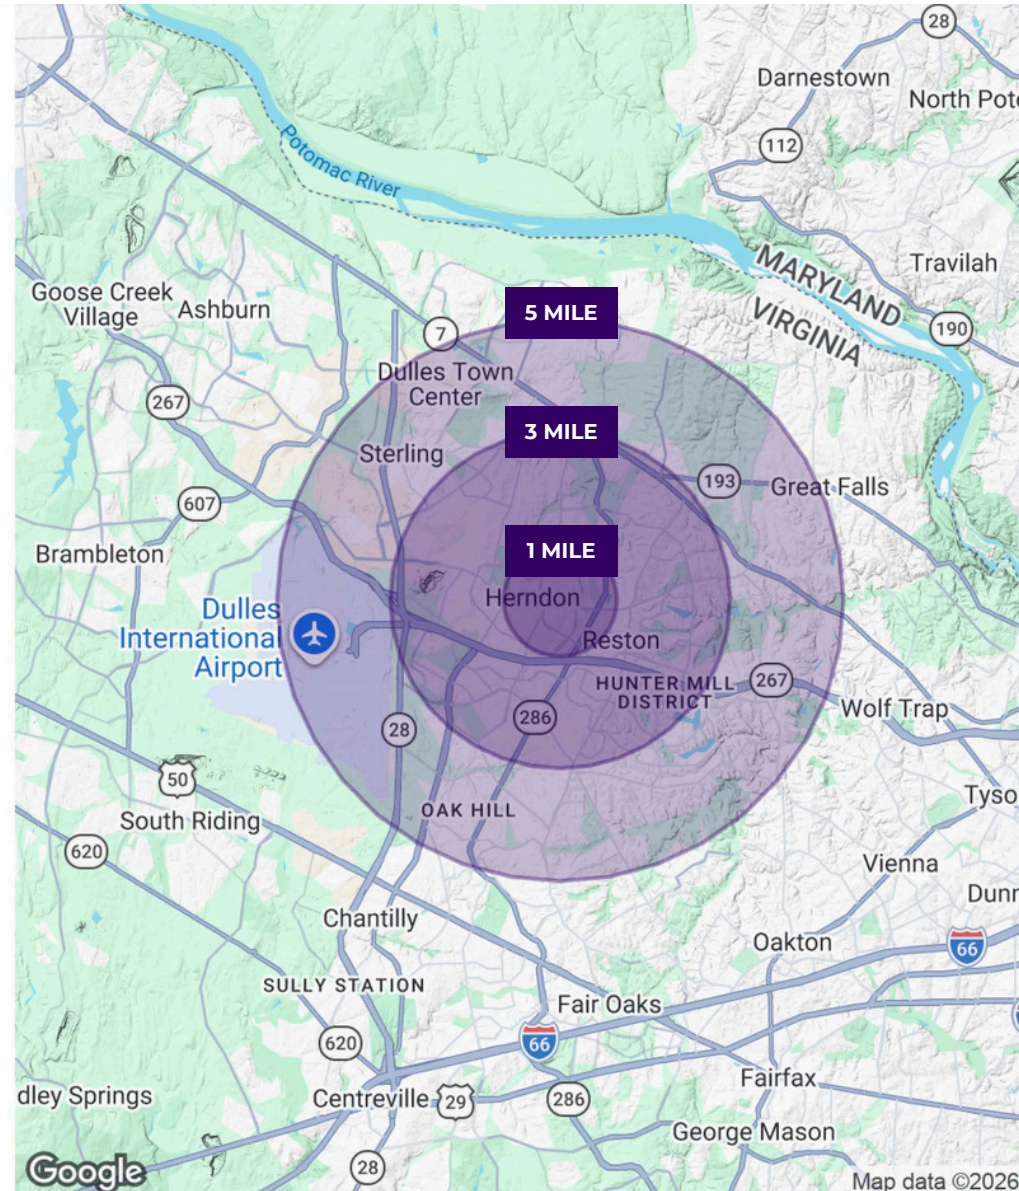 28
Darnestown
North Poto
112
Potomac River
MARYLAND
VIRGINIA
Travilah
190
Goose Creek
Village
Ashburn
5 MILE
7
Dulles Town
Center
267
3 MILE
Sterling
193
Great Falls
607
1 MILE
Brambleton
Herndon
Dulles
International
Airport
Reston
HUNTER MILL
DISTRICT
267
286
28
Wolf Trap
50
South Riding
OAK HILL
Tyso
620
Vienna
Dunn
Chantilly
Oakton
66
SULLY STATION
Fair Oaks
620
66
Fairfax
dley Springs
Centreville
29
286
George Mason
28
Google
Map data ©2026